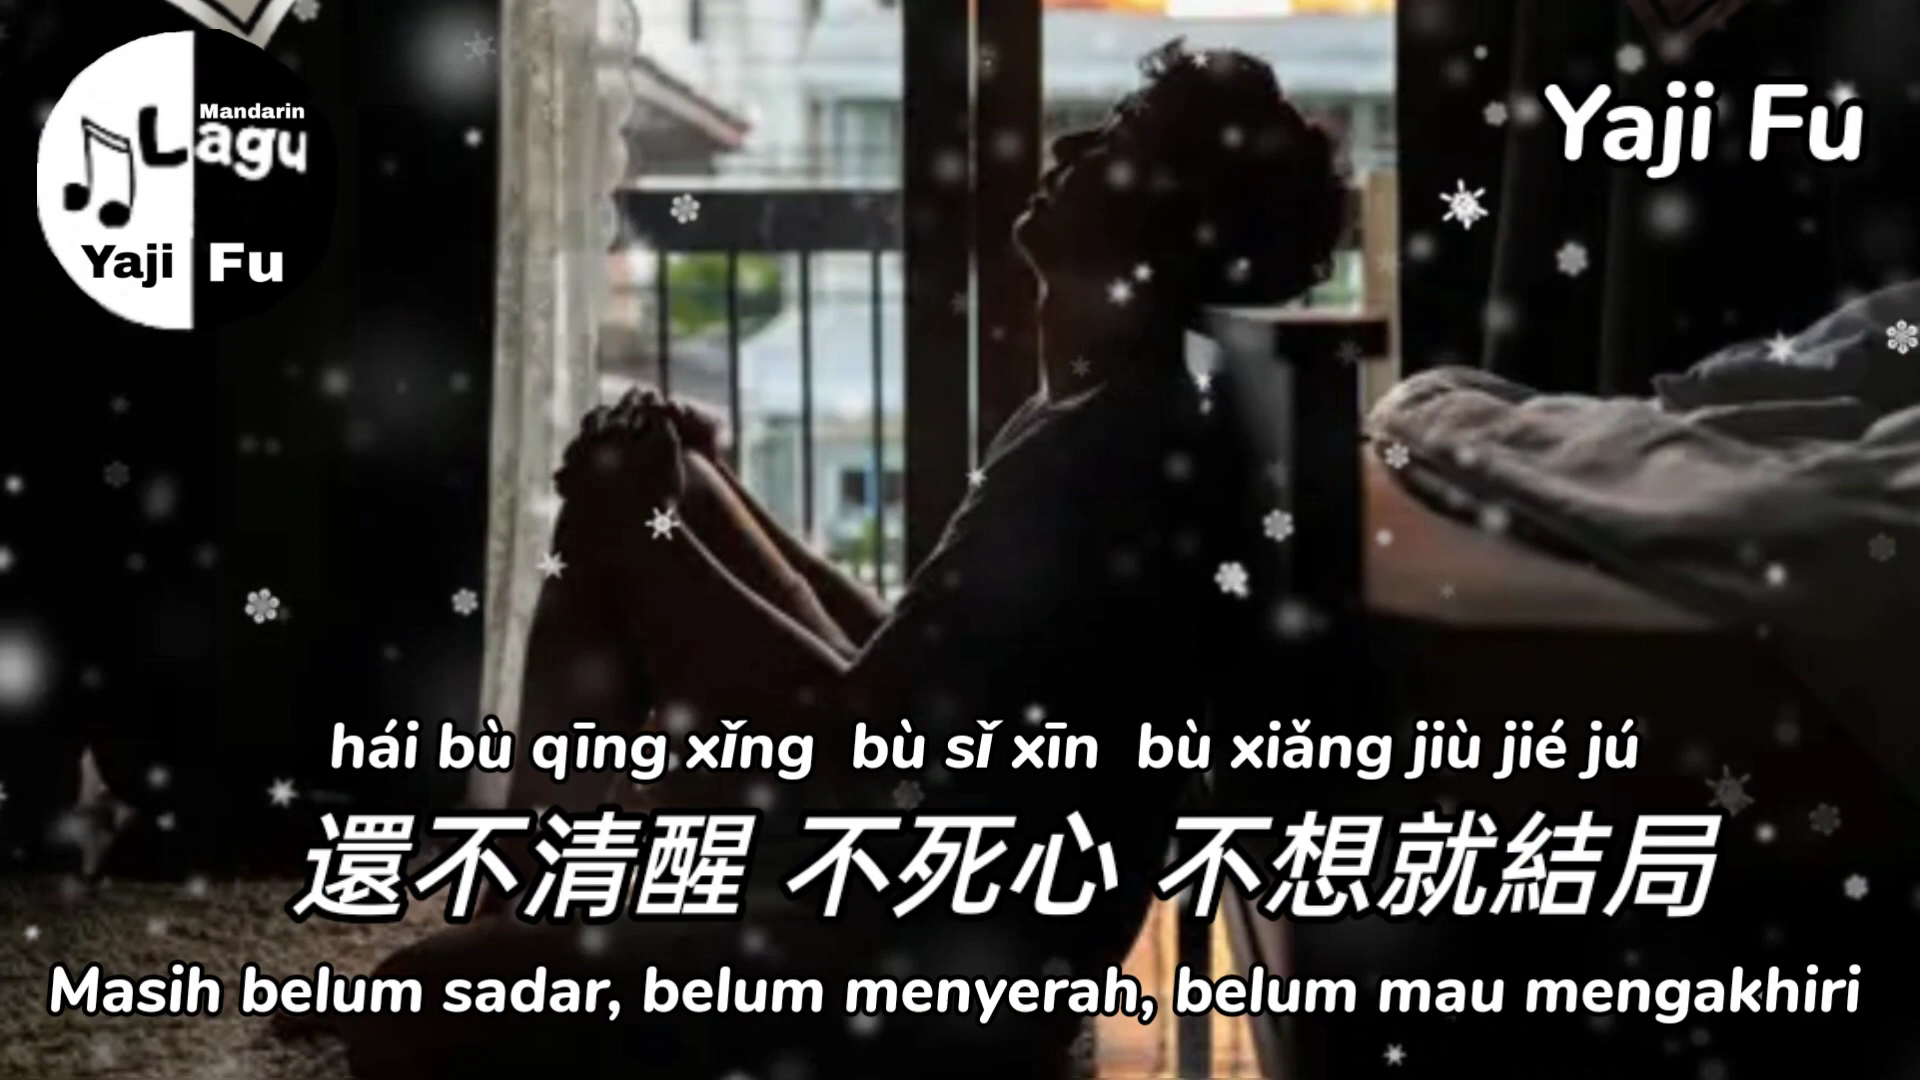 Mandarin
Lagu
Yaji Fu
Yaji Fu
hái bù qīng xǐng bù sǐ xīn bù xiǎng jiù jié jú
還不清醒 不死心 不想就結局
Masih belum sadar, belum menyerah, belum mau mengakhiri